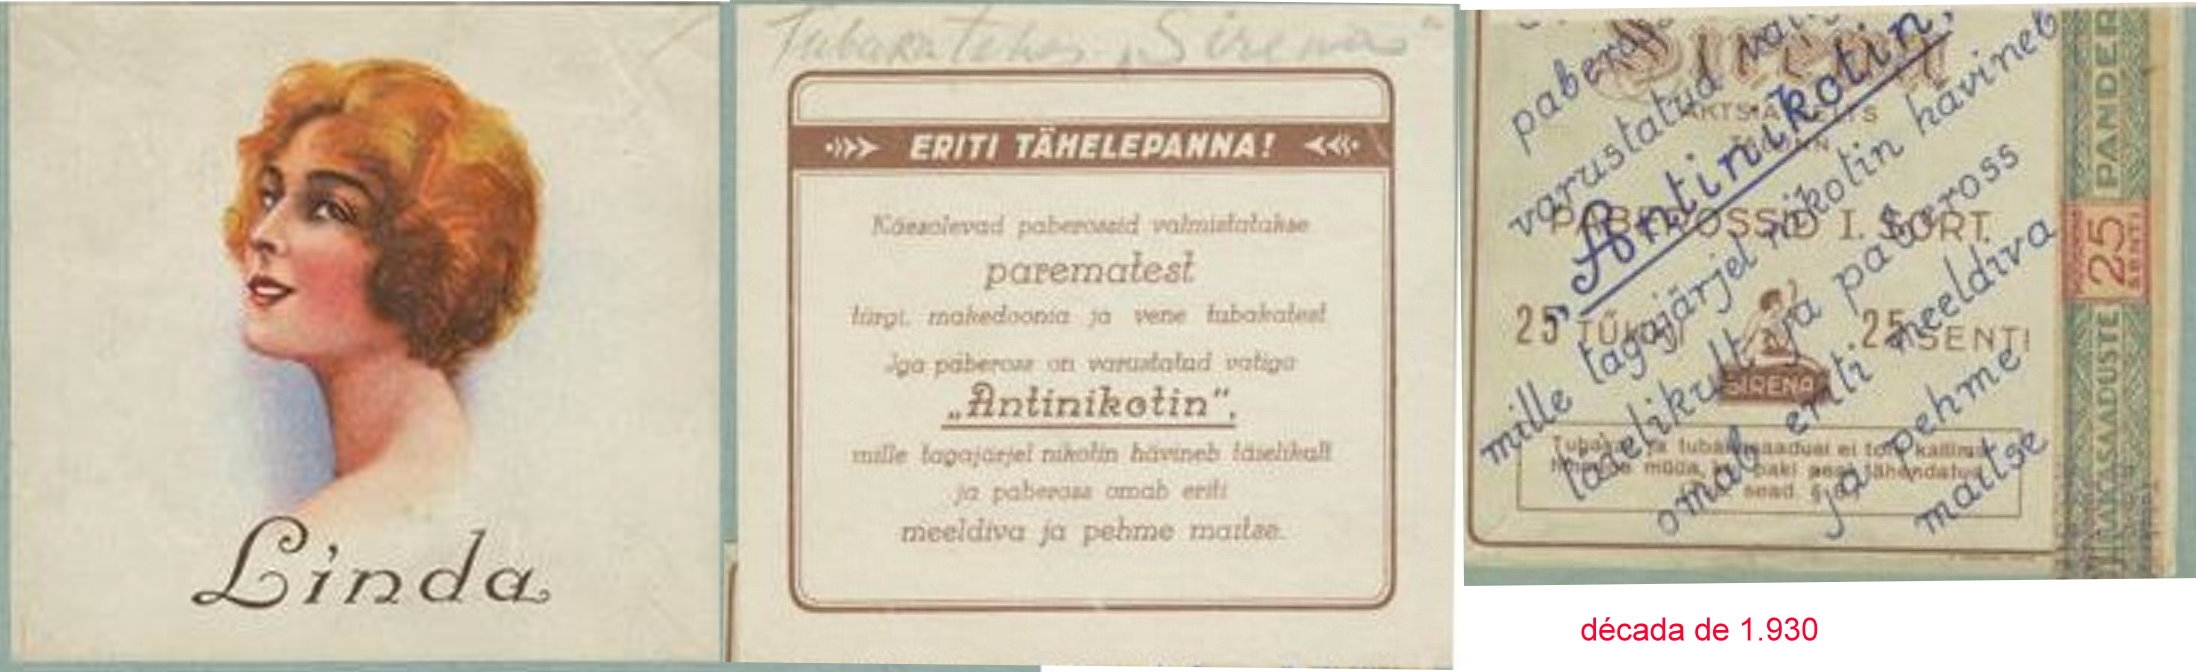 Linda
Tubakatehas „Sirenas"
ERITI TÄHELEPANNA!
Käesolevad paberossid valmistatakse
parematest
türgi, makedoonia ja vene tubakatest
Iga pabeross on varustatud vatiga
„Antinikotin",
mille tagajärjel nikotin hävineb täielikult
ja pabeross omab eriti
meeldiva ja pehme maitse.
varustatud
„Antinikotin,
mille tagajärjel nikotin hävineb
täielikult ja pabeross
omab eriti meeldiva
ja pehme
maitse
PABEROSSID I. SORT.
25 TÜKKI 25 SENTI
SIRENA
TUBAKASAADUSTE
25
SENTI
PANDER
década de 1.930